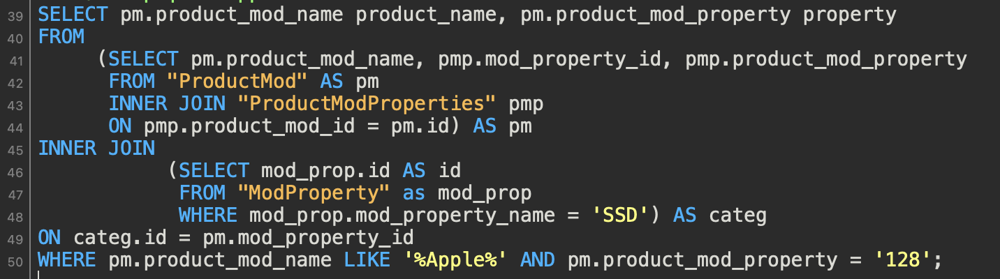 39 SELECT pm.product_mod_name product_name, pm.product_mod_property property
40 FROM
41 (SELECT pm.product_mod_name, pmp.mod_property_id, pmp.product_mod_property
42 FROM "ProductMod" AS pm
43 INNER JOIN "ProductModProperties" pmp
44 ON pmp.product_mod_id = pm.id) AS pm
45 INNER JOIN
46 (SELECT mod_prop.id AS id
47 FROM "ModProperty" as mod_prop
48 WHERE mod_prop.mod_property_name = 'SSD') AS categ
49 ON categ.id = pm.mod_property_id
50 WHERE pm.product_mod_name LIKE '%Apple%' AND pm.product_mod_property = '128';